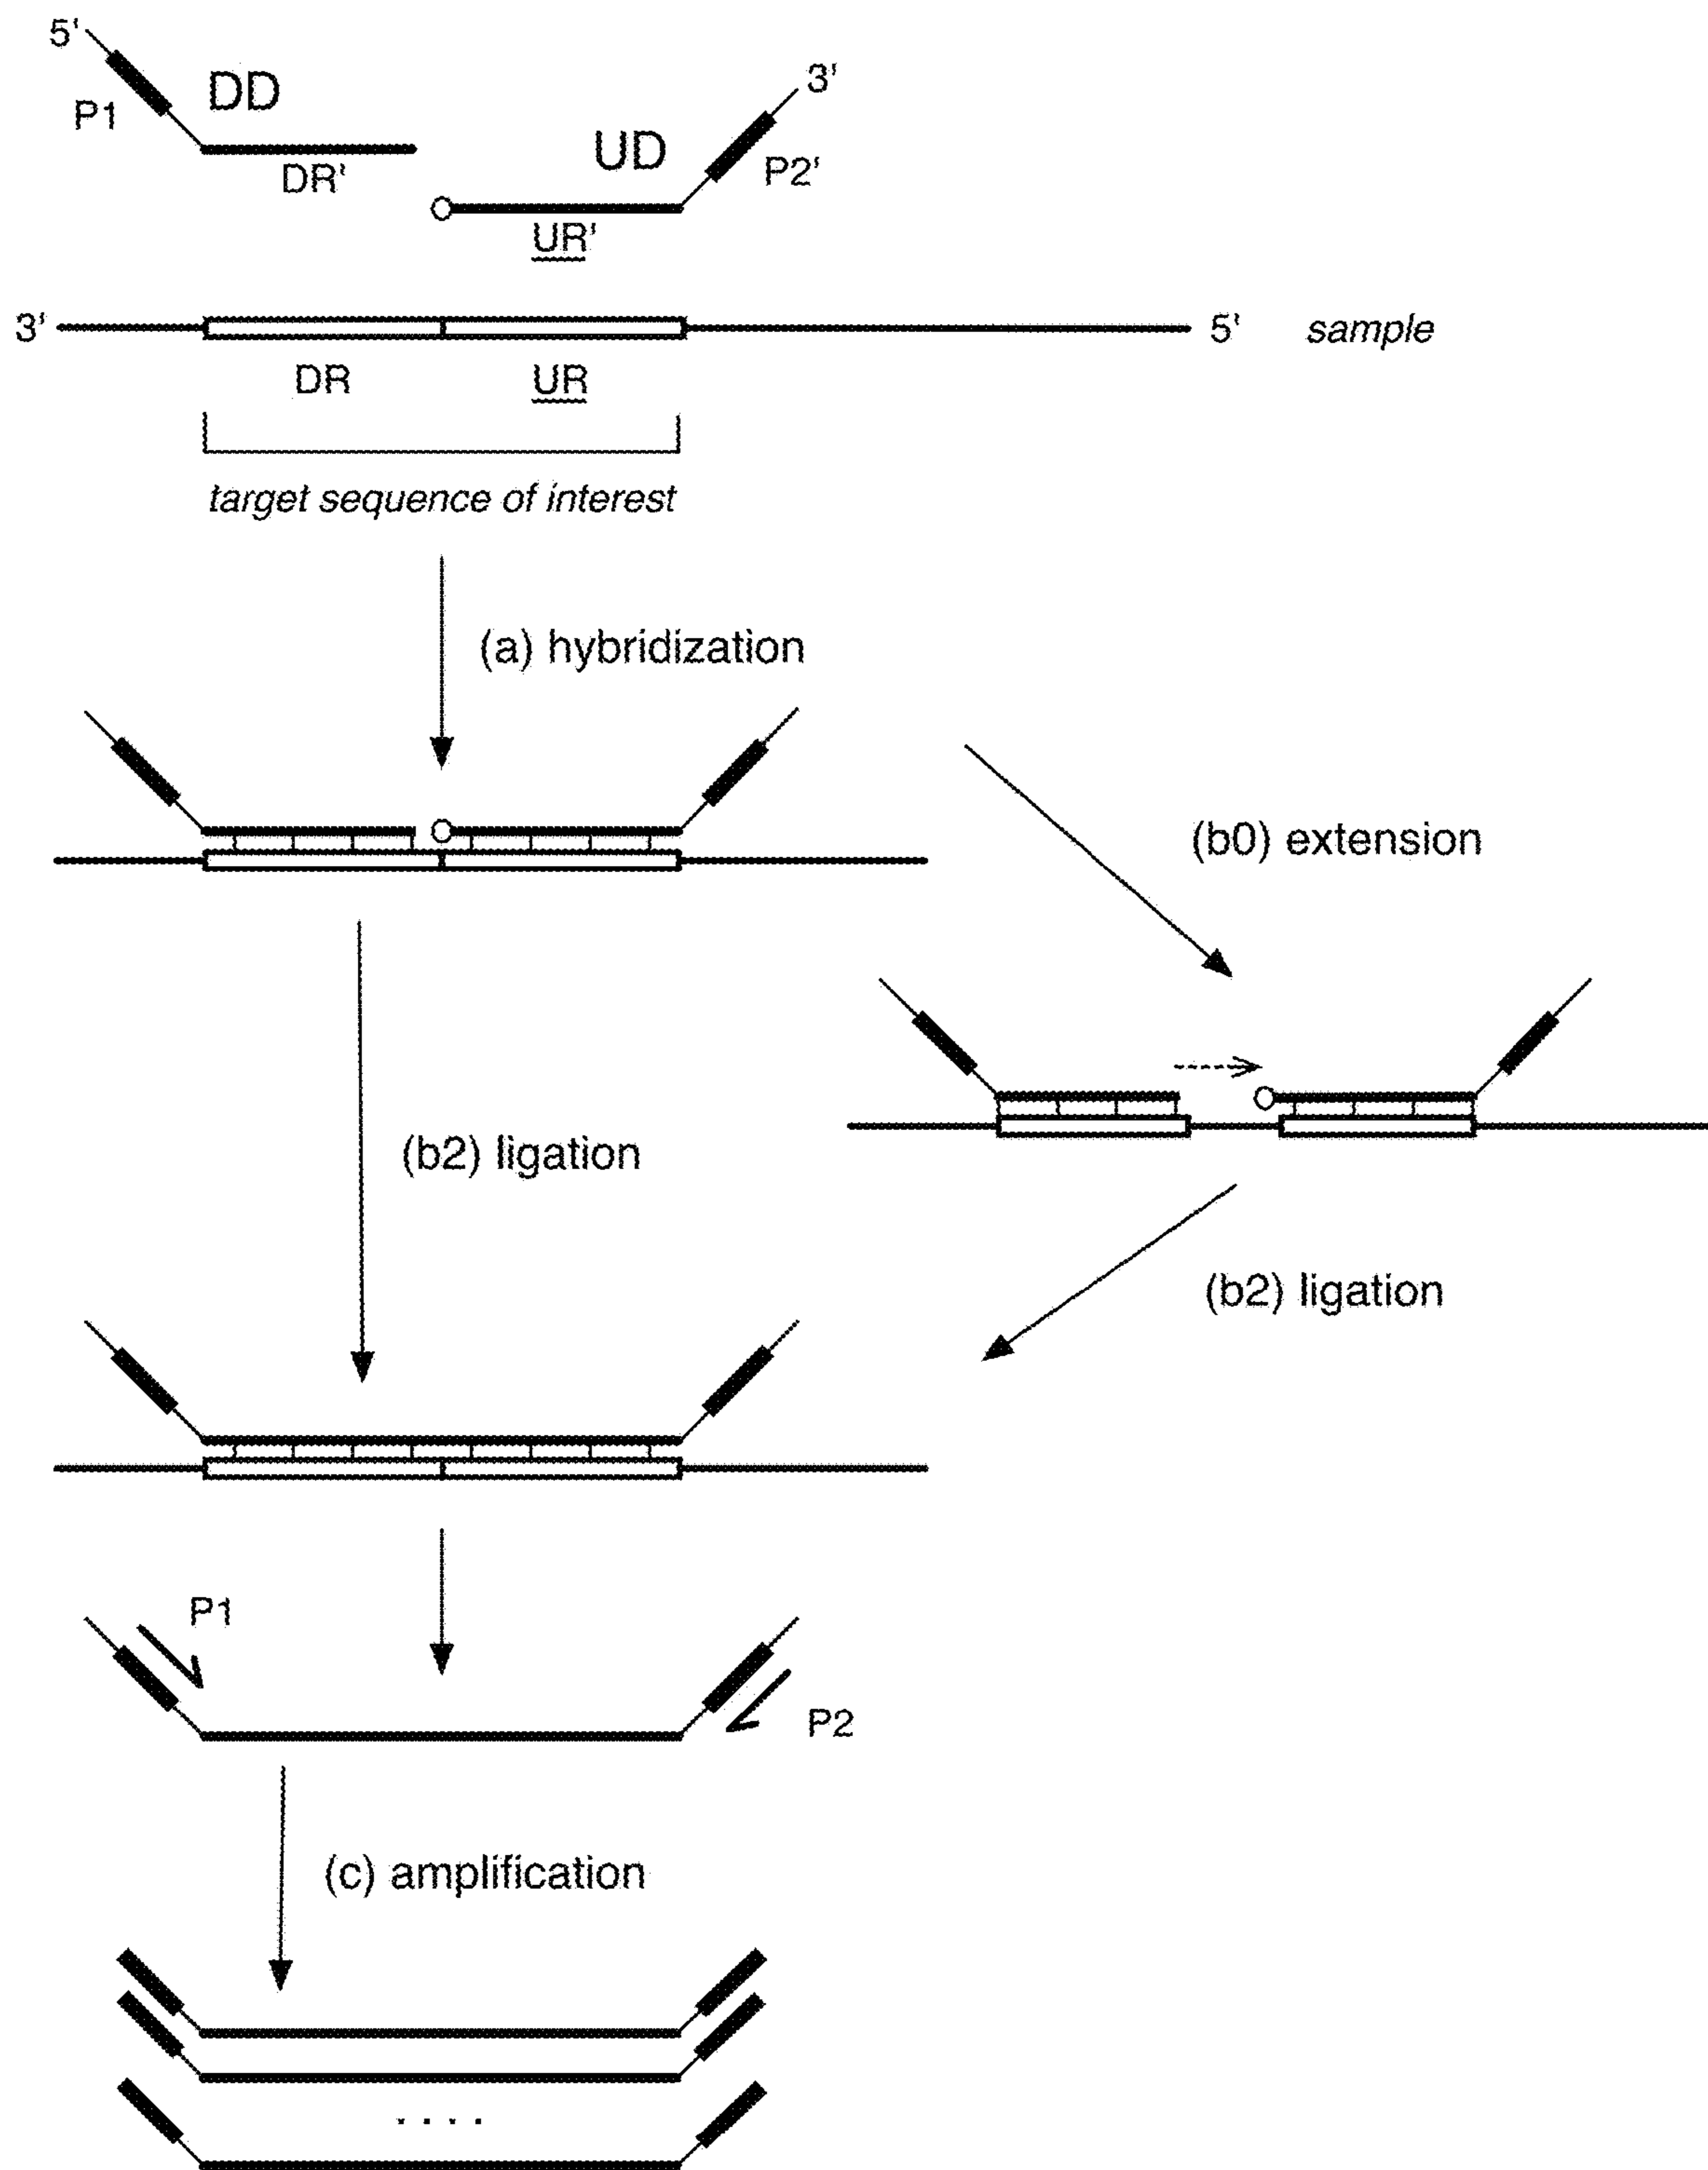 5'
P1
DD
DR'
UD
3'
P2'
UR'
3'
5'
sample
DR
UR
target sequence of interest
(a) hybridization
(b0) extension
(b2) ligation
(b2) ligation
P1
P2
(c) amplification
. . . .